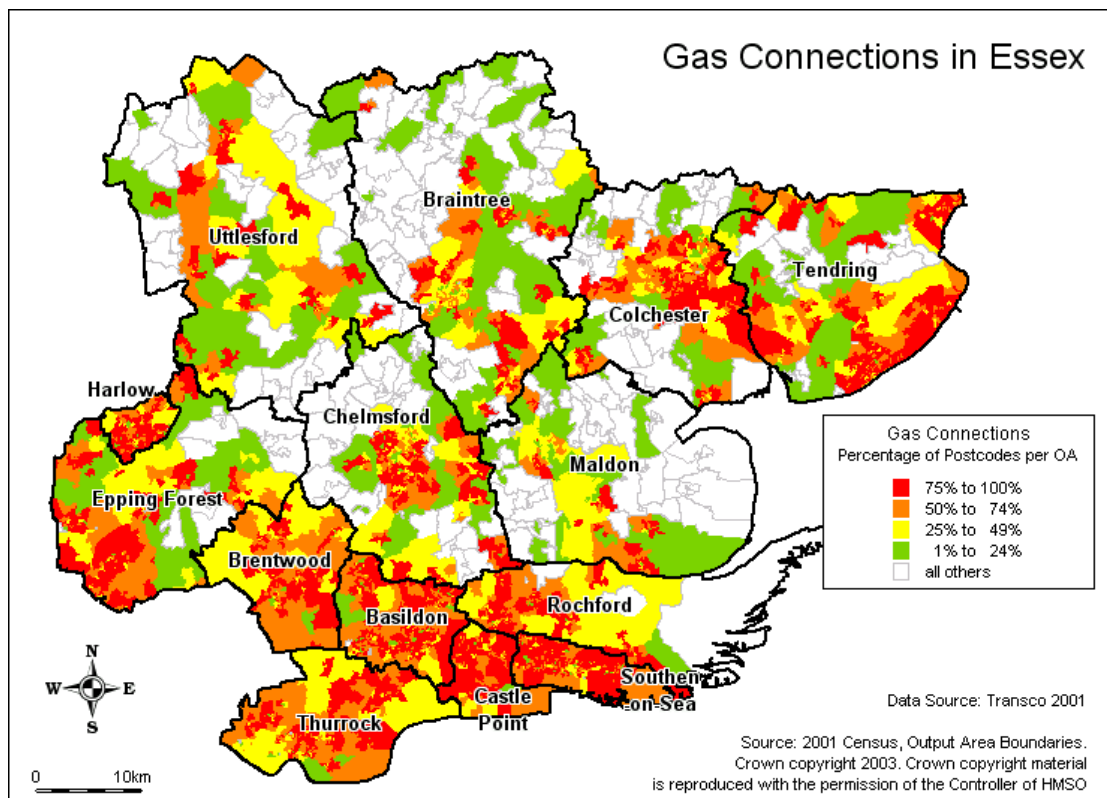 Gas Connections in Essex
Braintree
Uttlesford
Tendring
Colchester
Harlow
Chelmsford
Maldon
Epping Forest
Brentwood
Rochford
Basildon
Southen
-on-Sea
Castle
Point
Thurrock
Gas Connections
Percentage of Postcodes per OA
75% to 100%
50% to 74%
25% to 49%
1% to 24%
all others
N
W E
S
0 10km
Data Source: Transco 2001
Source: 2001 Census, Output Area Boundaries.
Crown copyright 2003. Crown copyright material
is reproduced with the permission of the Controller of HMSO